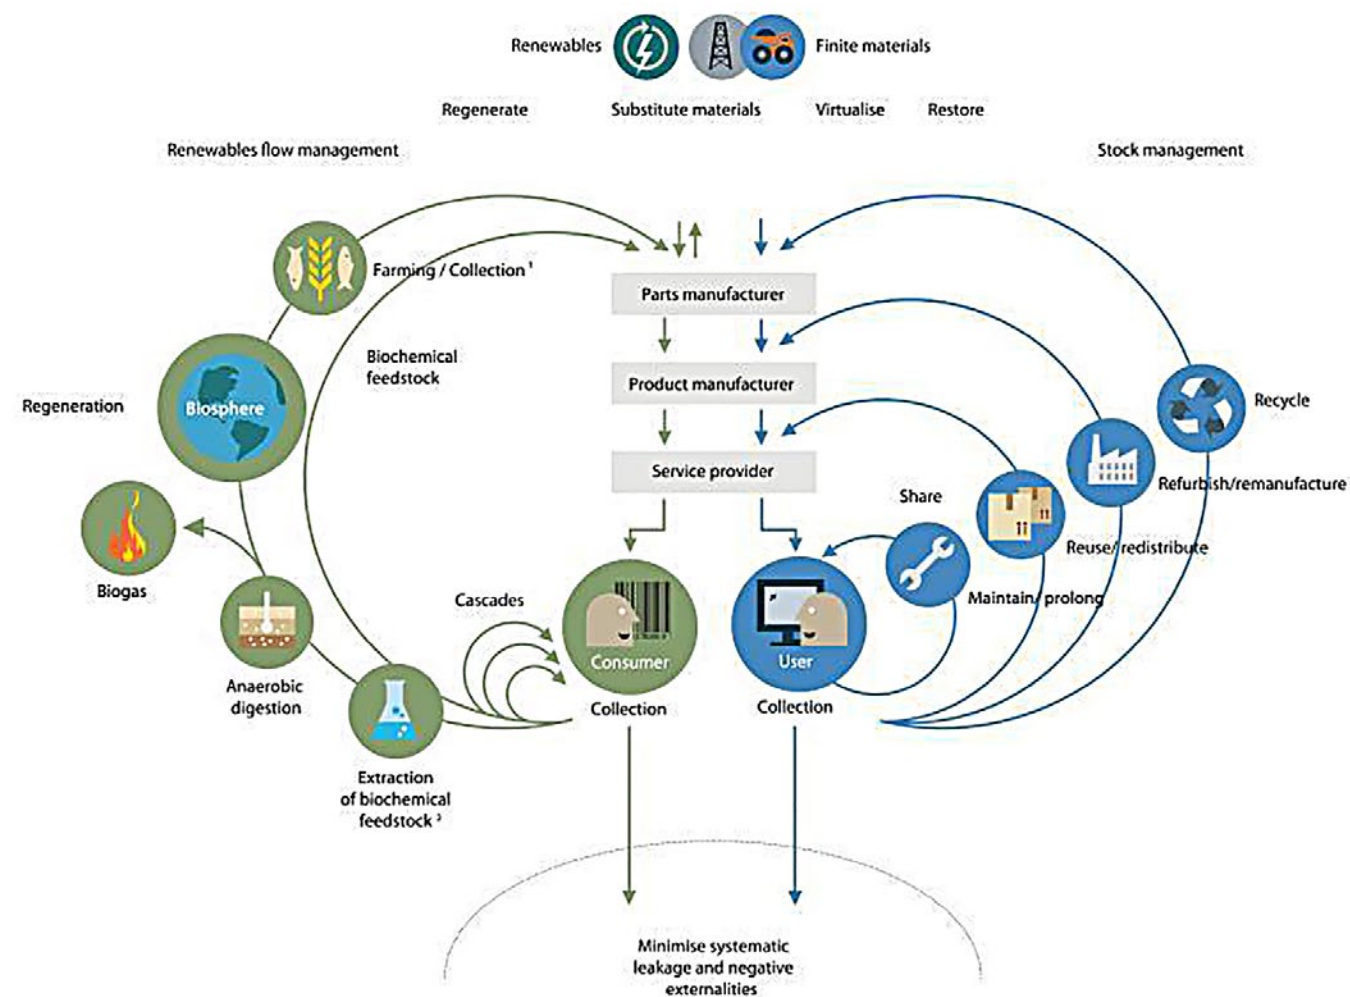 Renewables
Finite materials
Regenerate
Substitute materials
Virtualise
Restore
Renewables flow management
Stock management
Farming / Collection ¹
Parts manufacturer
Biochemical
feedstock
Product manufacturer
Regeneration
Biosphere
Recycle
Service provider
Refurbish/remanufacture
Share
Reuse/ redistribute
Biogas
Cascades
Maintain/ prolong
Consumer
User
Anaerobic
digestion
Collection
Collection
Extraction
of biochemical
feedstock ³
Minimise systematic
leakage and negative
externalities